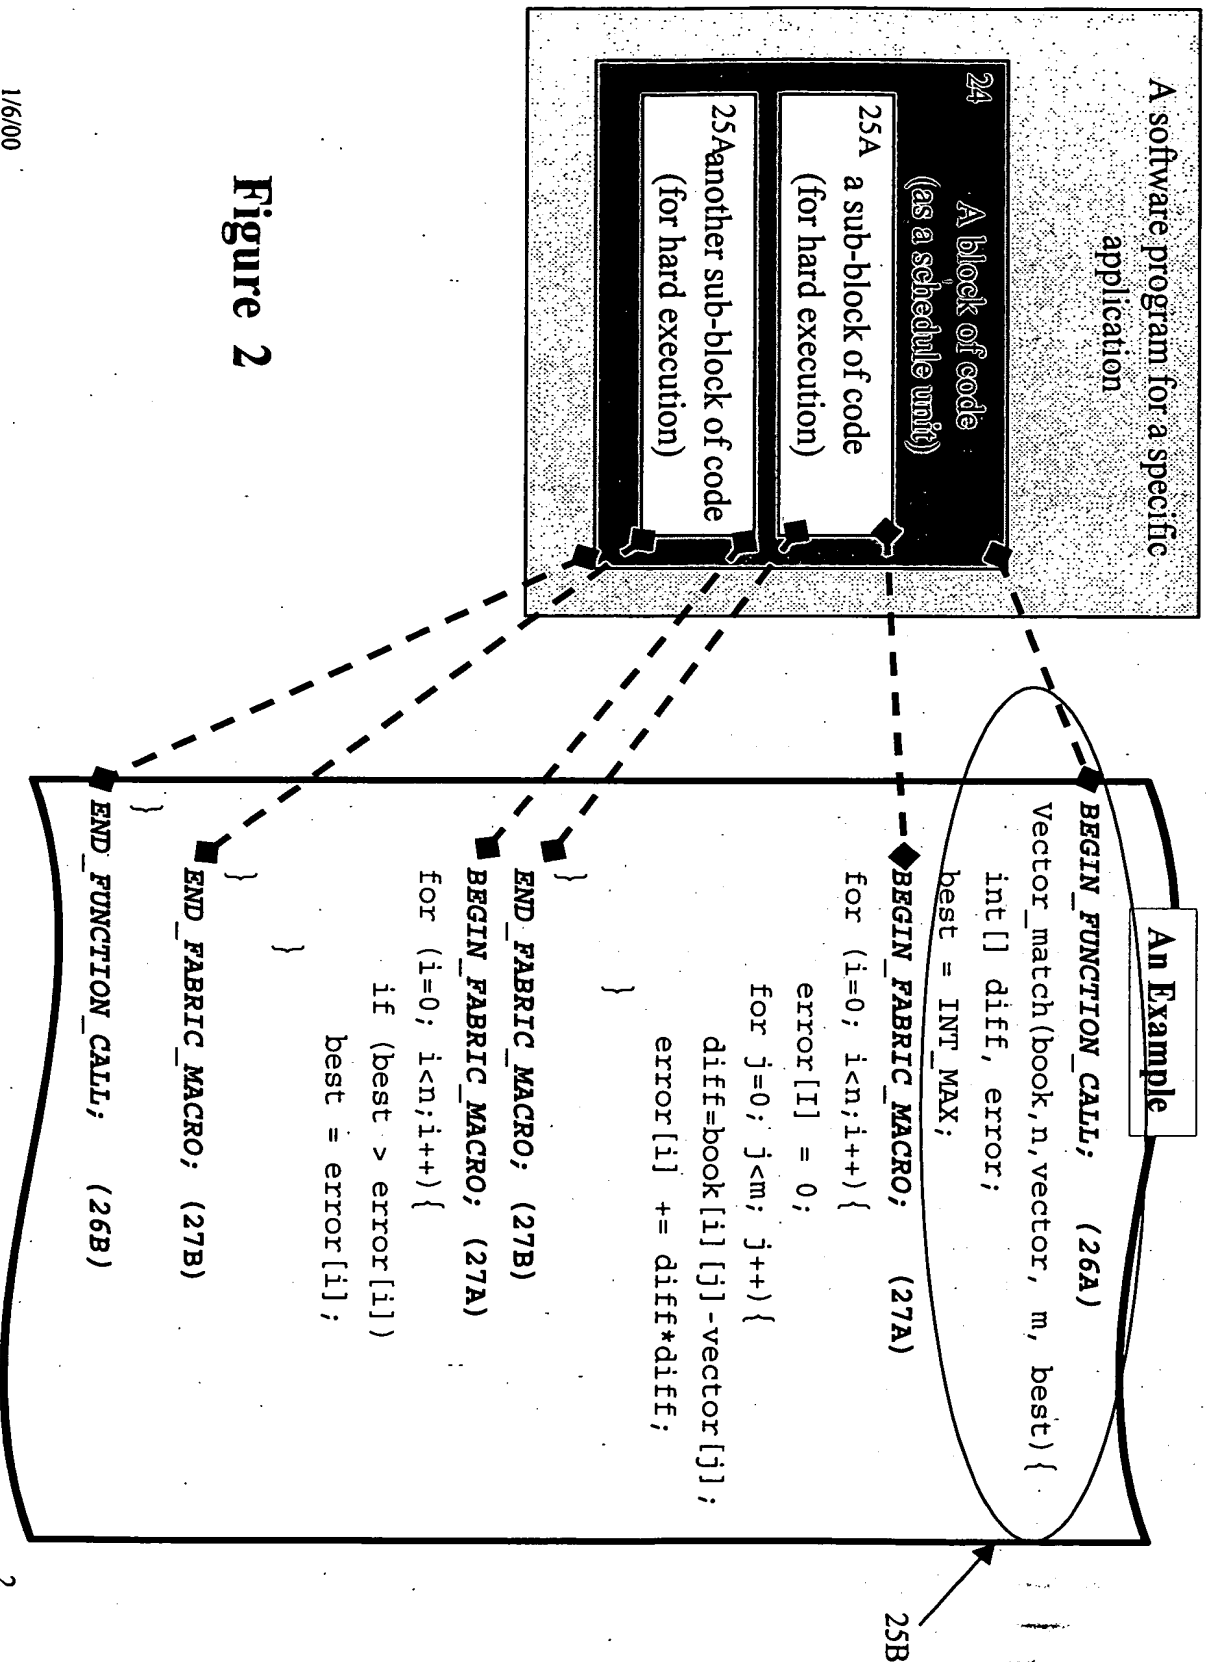 A software program for a specific
application
24
A block of code
(as a schedule unit)
25A a sub-block of code
(for hard execution)
25Aanother sub-block of code
(for hard execution)
An Example
BEGIN_FUNCTION_CALL; (26A)
Vector_match(book,n,vector, m, best){
int[] diff, error;
best = INT_MAX;
BEGIN_FABRIC_MACRO; (27A)
for (i=0; i<n;i++){
error[I] = 0;
for j=0; j<m; j++){
diff=book[i][j]-vector[j];
error[i] += diff*diff;
}
}
END_FABRIC_MACRO; (27B)
BEGIN_FABRIC_MACRO; (27A)
for (i=0; i<n;i++){
if (best > error[i])
best = error[i];
}
}
END_FABRIC_MACRO; (27B)
}
END_FUNCTION_CALL; (26B)
25B
Figure 2
1/6/00
2